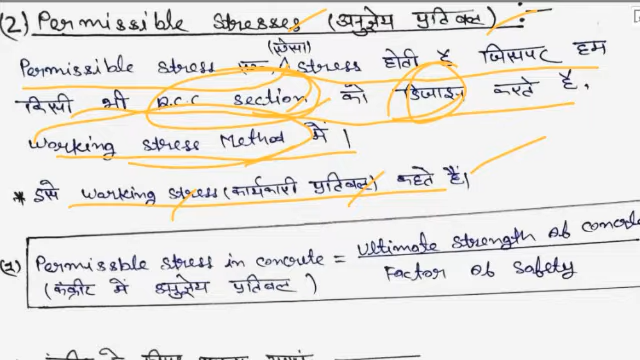 (2) Permissible Stresses (अनुज्ञेय प्रतिबल) :-
Permissible stress एक ऐसा stress होती है जिसपर हम
किसी भी R.C.C section को डिजाइन करते है,
Working stress Method में।
* इसे working stress (कार्यकारी प्रतिबल) कहते हैं।
(1) Permissble stress in concrete = Ultimate Strength of concre
(कंक्रीट में अनुज्ञेय प्रतिबल) Factor of Safety